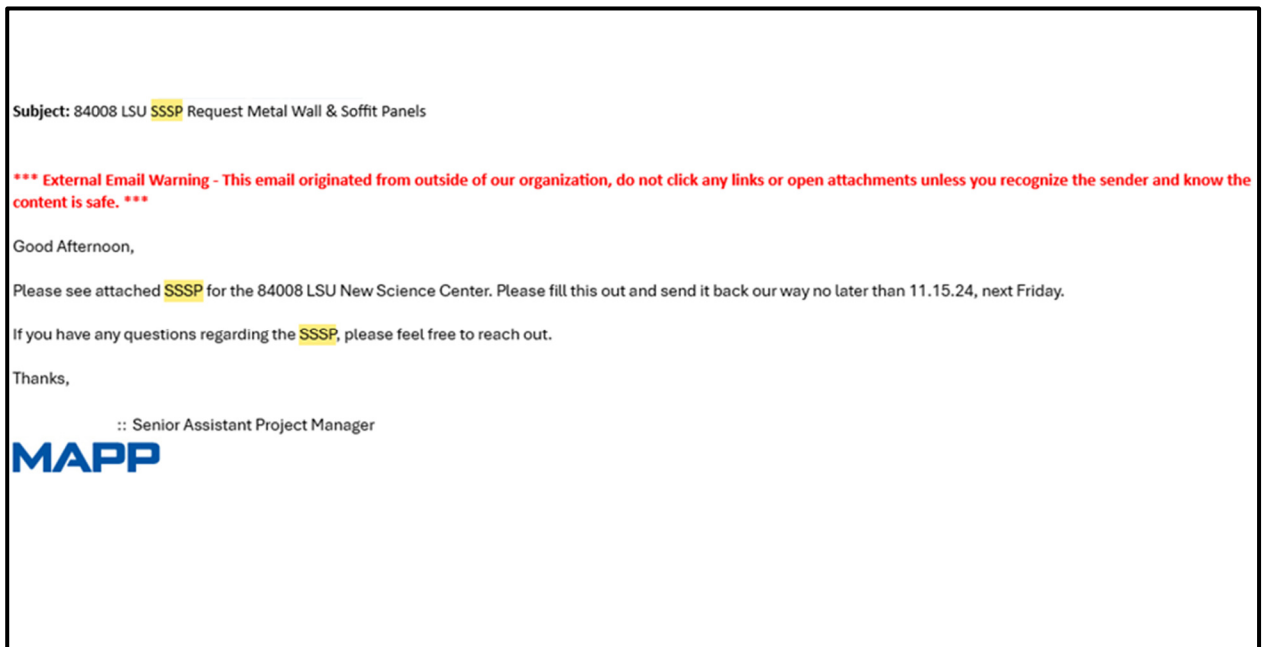 Subject: 84008 LSU SSSP Request Metal Wall & Soffit Panels
*** External Email Warning - This email originated from outside of our organization, do not click any links or open attachments unless you recognize the sender and know the
content is safe. ***
Good Afternoon,
Please see attached SSSP for the 84008 LSU New Science Center. Please fill this out and send it back our way no later than 11.15.24, next Friday.
If you have any questions regarding the SSSP, please feel free to reach out.
Thanks,
:: Senior Assistant Project Manager
MAPP